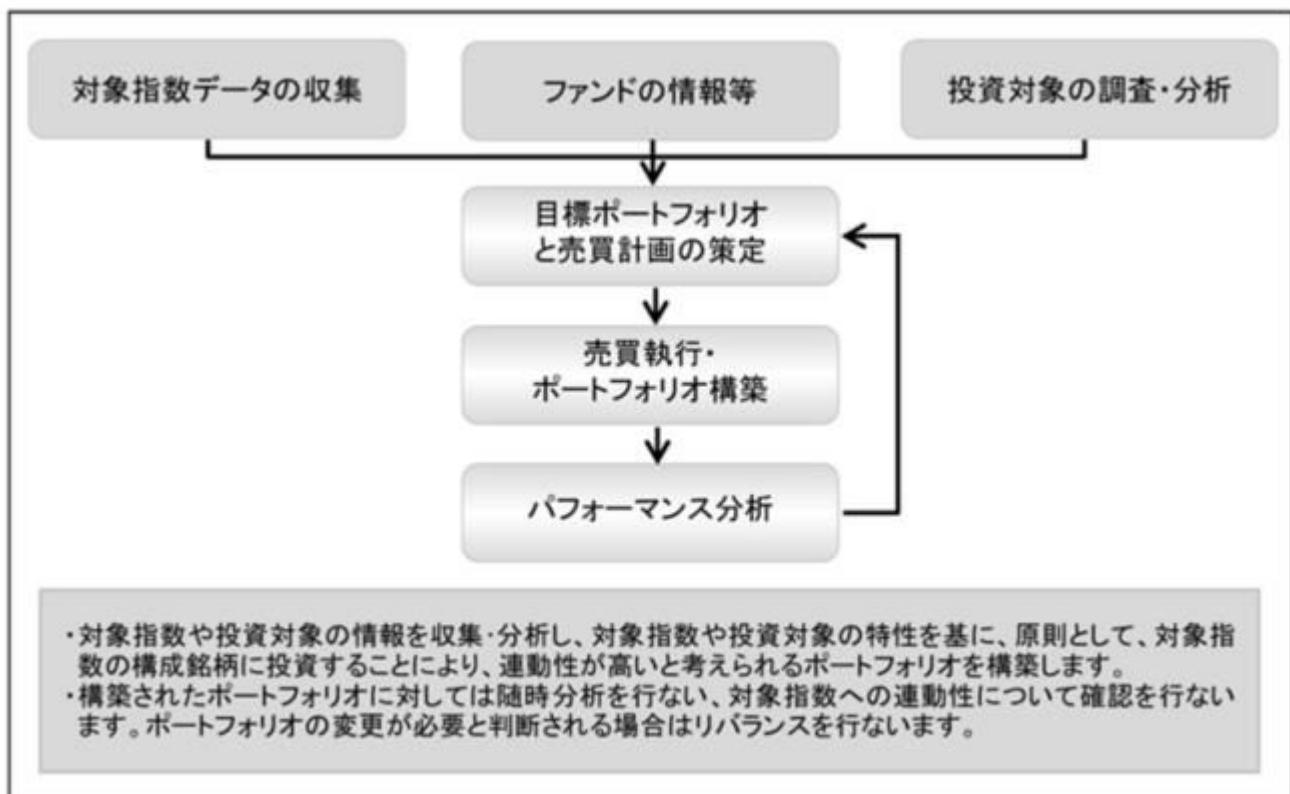 対象指数データの収集
ファンドの情報等
投資対象の調査・分析
目標ポートフォリオ
と売買計画の策定
売買執行・
ポートフォリオ構築
パフォーマンス分析
・対象指数や投資対象の情報を収集・分析し、対象指数や投資対象の特性を基に、原則として、対象指
数の構成銘柄に投資することにより、連動性が高いと考えられるポートフォリオを構築します。
・構築されたポートフォリオに対しては随時分析を行ない、対象指数への連動性について確認を行ない
ます。ポートフォリオの変更が必要と判断される場合はリバランスを行ないます。